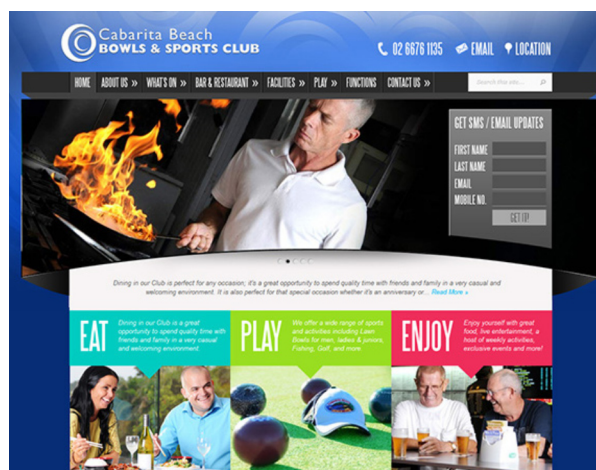 Cabarita Beach
BOWLS & SPORTS CLUB
02 6676 1135 EMAIL LOCATION
HOME ABOUT US » WHAT'S ON » BAR & RESTAURANT » FACILITIES » PLAY » FUNCTIONS CONTACT US » Search this site...
GET SMS / EMAIL UPDATES
FIRST NAME
LAST NAME
EMAIL
MOBILE NO.
GET IT!
Dining in our Club is perfect for any occasion; it's a great opportunity to spend quality time with friends and family in a very casual and
welcoming environment. It is also perfect for that special occasion whether it's an anniversary or... Read More »
EAT
Dining in our Club is a great
opportunity to spend quality time with
friends and family in a very casual
and welcoming environment.
PLAY
We offer a wide range of sports
and activities including Lawn
Bowls for men, ladies & juniors,
Fishing, Golf, and more.
ENJOY
Enjoy yourself with great
food, live entertainment, a
host of weekly activities,
exclusive events and more!